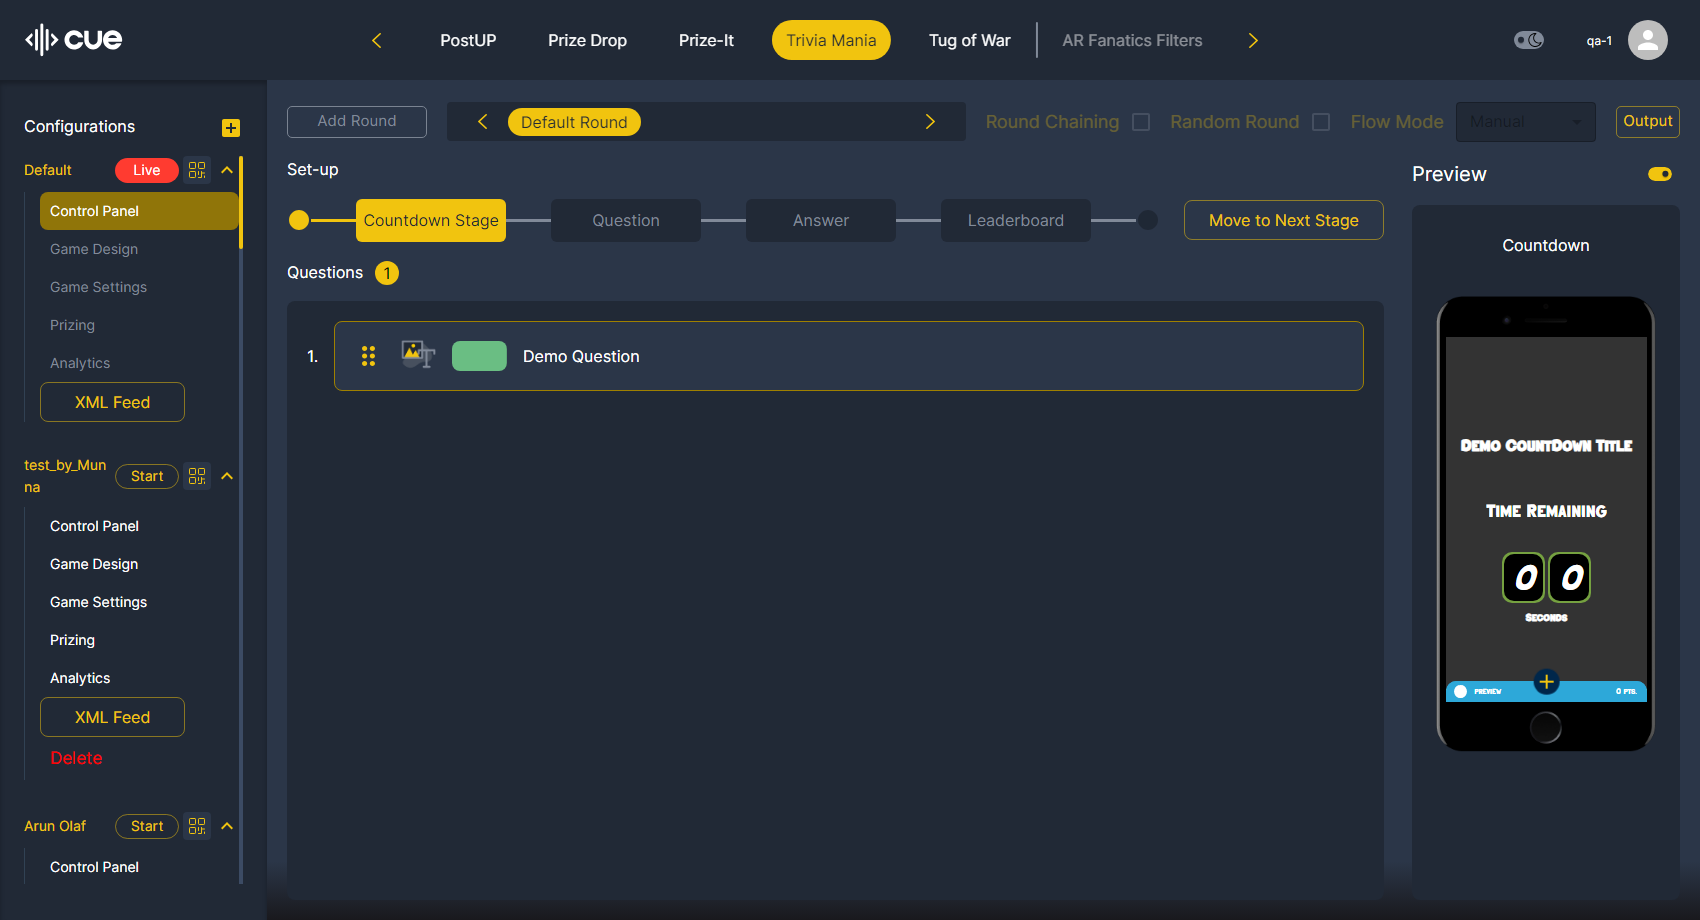 cue
PostUP
Prize Drop
Prize-It
Trivia Mania
Tug of War
AR Fanatics Filters
qa-1
Configurations
Default
Live
Control Panel
Game Design
Game Settings
Prizing
Analytics
XML Feed
test_by_Mun
na
Start
Control Panel
Game Design
Game Settings
Prizing
Analytics
XML Feed
Delete
Arun Olaf
Start
Control Panel
Add Round
Default Round
Round Chaining
Random Round
Flow Mode
Manual
Output
Set-up
Countdown Stage
Question
Answer
Leaderboard
Move to Next Stage
Questions 1
1.
T
Demo Question
Preview
Countdown
Demo CountDown Title
Time Remaining
0 0
Seconds
PREVIEW
0 PTS.